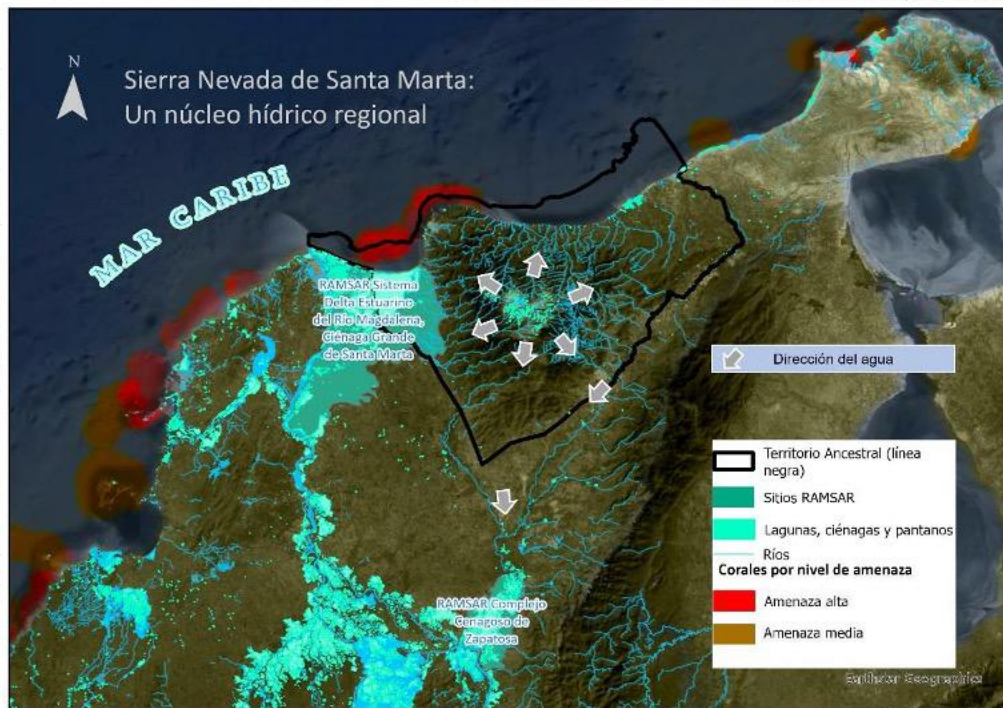 N
Sierra Nevada de Santa Marta:
Un núcleo hídrico regional
MAR CARIBE
RAMSAR Sistema
Delta Estuarino
del Río Magdalena,
Ciénaga Grande
de Santa Marta
RAMSAR Complejo
Cenagoso de
Zapatosa
Dirección del agua
Territorio Ancestral (línea
negra)
Sitios RAMSAR
Lagunas, ciénagas y pantanos
Ríos
Corales por nivel de amenaza
Amenaza alta
Amenaza media
Earthstar Geographics